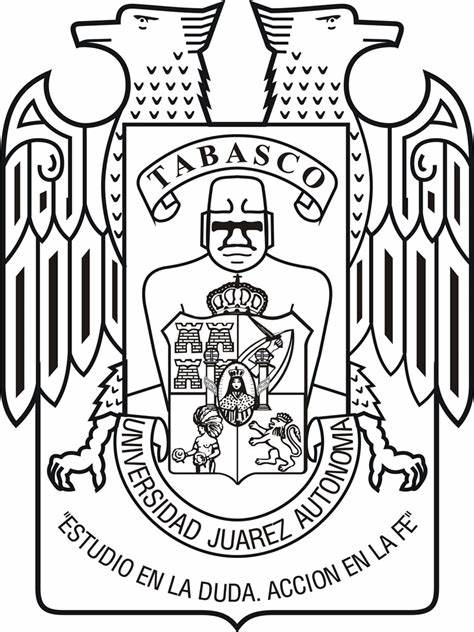 TABASCO
UNIVERSIDAD JUAREZ AUTONOMA
"ESTUDIO EN LA DUDA. ACCION EN LA FE"